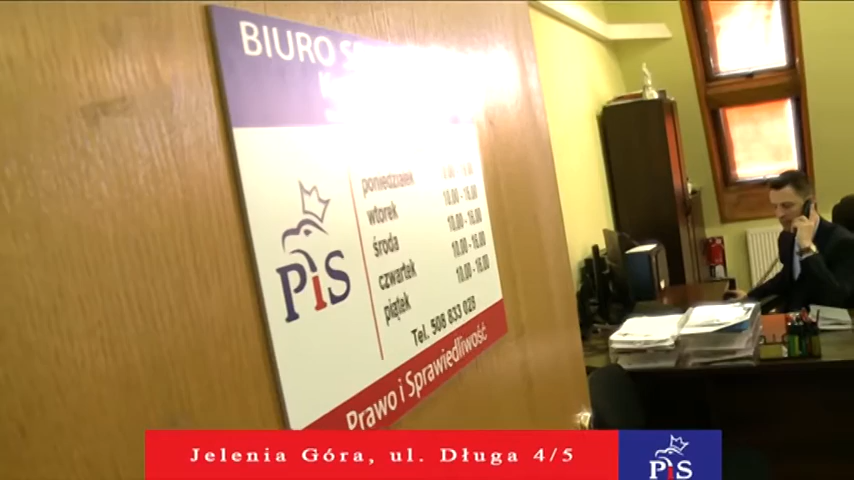 BIURO
PiS
poniedziałek
wtorek 10.00 - 16.00
środa 10.00 - 16.00
czwartek 10.00 - 16.00
piątek 10.00 - 16.00
Tel. 508 833 028
Prawo i Sprawiedliwość
Jelenia Góra, ul. Długa 4/5
PiS